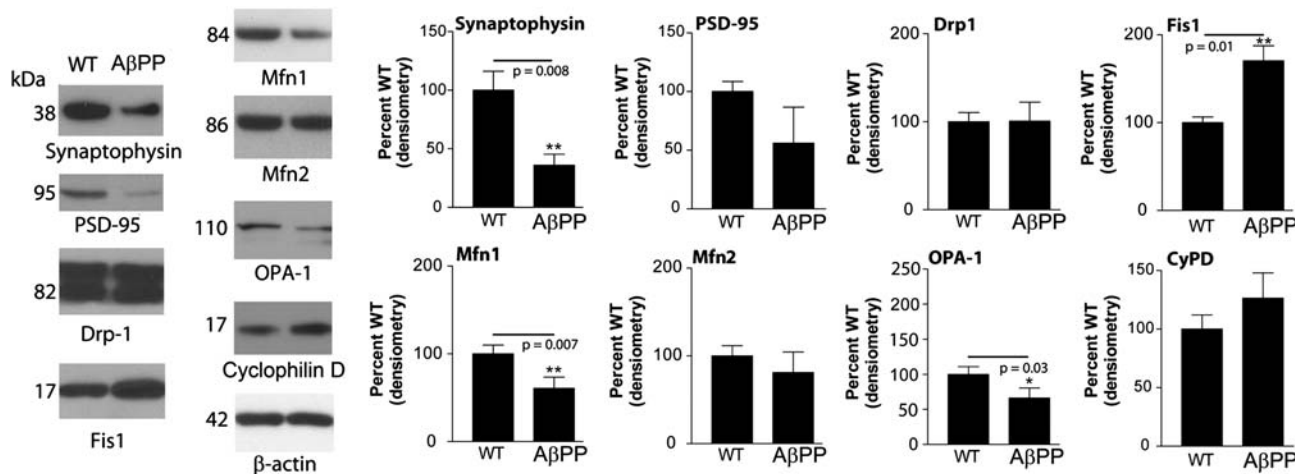 kDa
WT AβPP
38
Synaptophysin
95
PSD-95
82
Drp-1
17
Fis1
84
Mfn1
86
Mfn2
110
OPA-1
17
Cyclophilin D
42
β-actin
Synaptophysin
Percent WT
(densiometry)
150
100
50
0
p = 0.008
**
WT AβPP
PSD-95
Percent WT
(densiometry)
150
100
50
0
WT AβPP
Drp1
Percent WT
(densiometry)
200
100
0
WT AβPP
Fis1
Percent WT
(densiometry)
200
100
0
p = 0.01
**
WT AβPP
Mfn1
Percent WT
(densiometry)
200
100
0
p = 0.007
**
WT AβPP
Mfn2
Percent WT
(densiometry)
200
100
0
WT AβPP
OPA-1
Percent WT
(densiometry)
250
200
150
100
50
0
p = 0.03
*
WT AβPP
CyPD
Percent WT
(densiometry)
150
100
50
0
WT AβPP